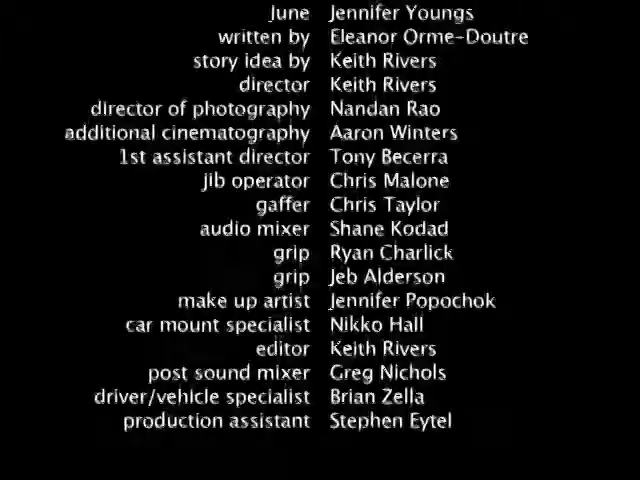 June Jennifer Youngs
written by Eleanor Orme-Doutre
story idea by Keith Rivers
director Keith Rivers
director of photography Nandan Rao
additional cinematography Aaron Winters
1st assistant director Tony Becerra
jib operator Chris Malone
gaffer Chris Taylor
audio mixer Shane Kodad
grip Ryan Charlick
grip Jeb Alderson
make up artist Jennifer Popochok
car mount specialist Nikko Hall
editor Keith Rivers
post sound mixer Greg Nichols
driver/vehicle specialist Brian Zella
production assistant Stephen Eytel